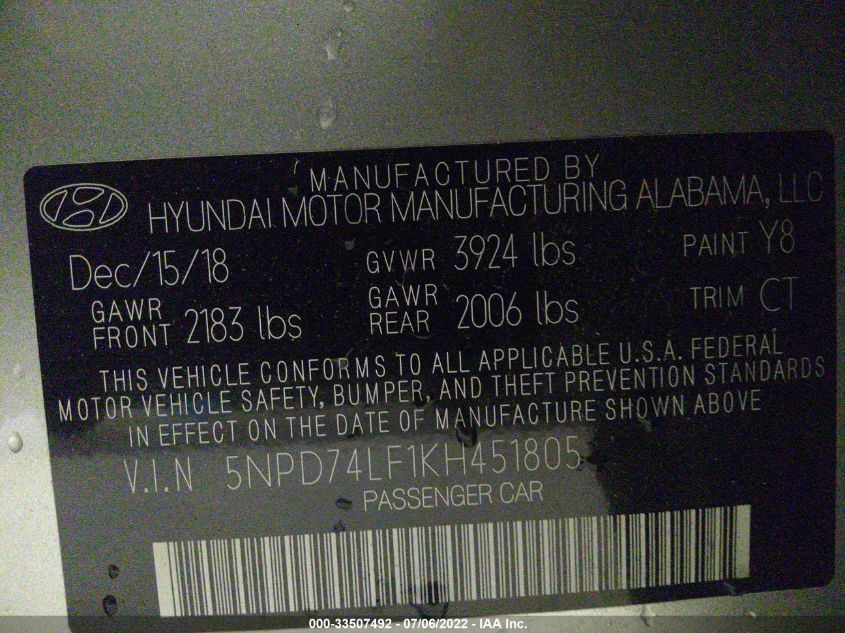 MANUFACTURED BY
HYUNDAI MOTOR MANUFACTURING ALABAMA, LLC
Dec/15/18 GVWR 3924 lbs PAINT Y8
GAWR FRONT 2183 lbs GAWR REAR 2006 lbs TRIM CT
THIS VEHICLE CONFORMS TO ALL APPLICABLE U.S.A. FEDERAL
MOTOR VEHICLE SAFETY, BUMPER, AND THEFT PREVENTION STANDARDS
IN EFFECT ON THE DATE OF MANUFACTURE SHOWN ABOVE
V.I.N 5NPD74LF1KH451805
PASSENGER CAR
000-33507492 - 07/06/2022 - IAA Inc.